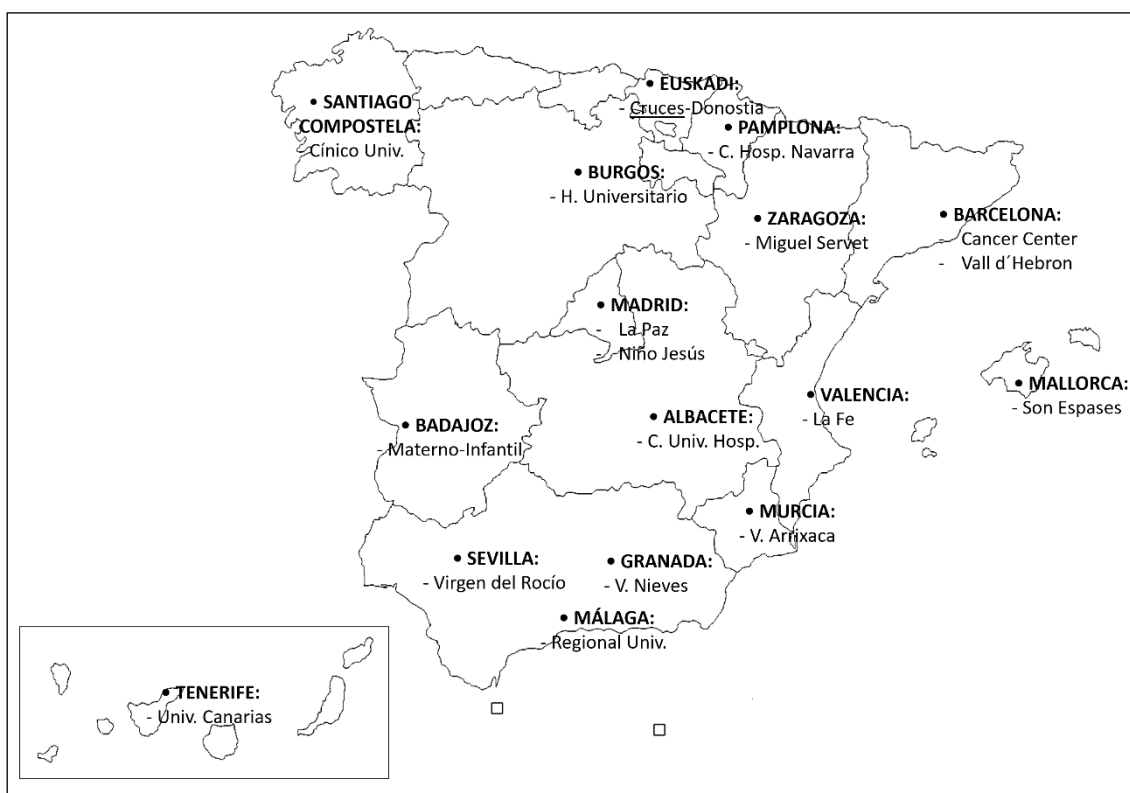 • EUSKADI:
- Cruces-Donostia
• SANTIAGO
COMPOSTELA:
Cínico Univ.
• PAMPLONA:
- C. Hosp. Navarra
• BURGOS:
- H. Universitario
• ZARAGOZA:
- Miguel Servet
• BARCELONA:
- Cancer Center
- Vall d´Hebron
• MADRID:
- La Paz
- Niño Jesús
• MALLORCA:
- Son Espases
• VALENCIA:
- La Fe
• ALBACETE:
- C. Univ. Hosp.
• BADAJOZ:
- Materno-Infantil
• MURCIA:
- V. Arrixaca
• SEVILLA:
- Virgen del Rocío
• GRANADA:
- V. Nieves
• MÁLAGA:
- Regional Univ.
• TENERIFE:
- Univ. Canarias